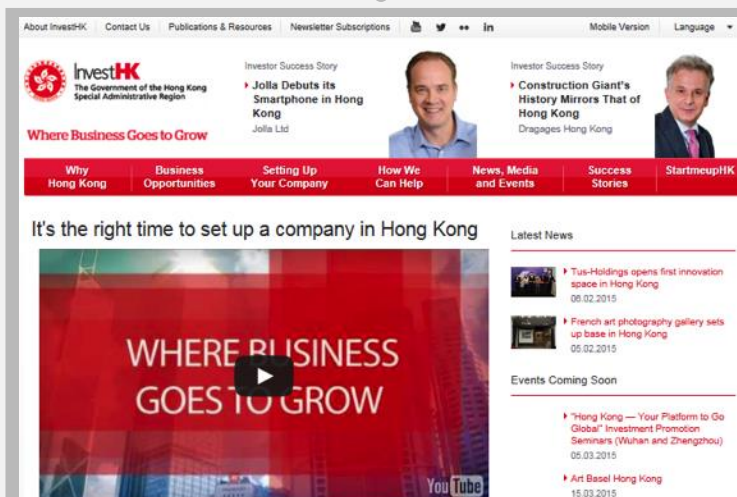 About InvestHK Contact Us Publications & Resources Newsletter Subscriptions in Mobile Version Language
InvestHK
The Government of the Hong Kong
Special Administrative Region
Where Business Goes to Grow
Investor Success Story
Jolla Debuts its
Smartphone in Hong
Kong
Jolla Ltd
Investor Success Story
Construction Giant's
History Mirrors That of
Hong Kong
Dragages Hong Kong
Why
Hong Kong
Business
Opportunities
Setting Up
Your Company
How We
Can Help
News, Media
and Events
Success
Stories
StartmeupHK
It's the right time to set up a company in Hong Kong
WHERE BUSINESS
GOES TO GROW
YouTube
Latest News
Tus-Holdings opens first innovation
space in Hong Kong
06.02.2015
French art photography gallery sets
up base in Hong Kong
05.02.2015
Events Coming Soon
"Hong Kong — Your Platform to Go
Global" Investment Promotion
Seminars (Wuhan and Zhengzhou)
05.03.2015
Art Basel Hong Kong
15.03.2015